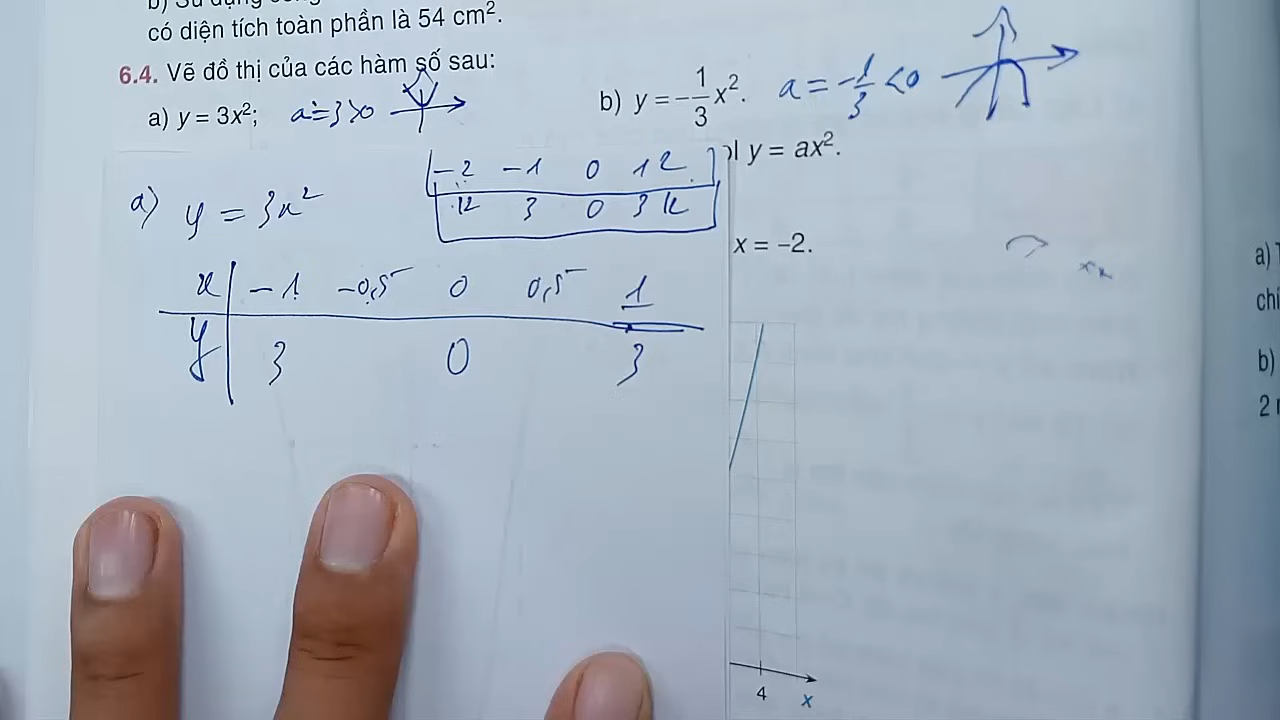 có diện tích toàn phần là 54 cm².
6.4. Vẽ đồ thị của các hàm số sau:
a) y = 3x²; a = 3 > 0
b) y = -1/3 x². a = -1/3 < 0
y = ax².
a) y = 3x²
-2 -1 0 1 2
12 3 0 3 12
x = –2.
x -1 -0,5 0 0,5 1
y 3 0 3
4 x
a)
chí
b)
2